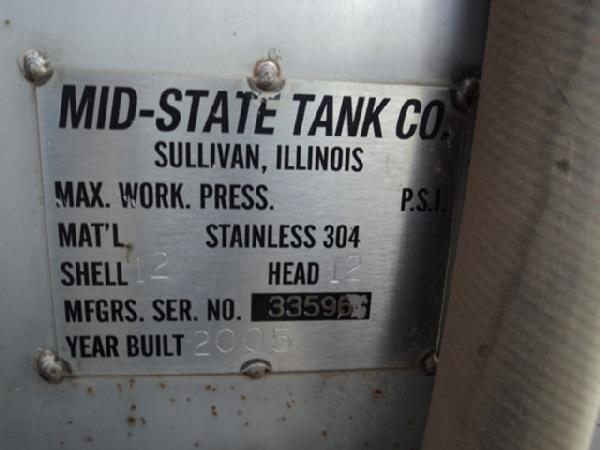 MID-STATE TANK CO.
SULLIVAN, ILLINOIS
MAX. WORK. PRESS. P.S.I.
MAT'L STAINLESS 304
SHELL 12 HEAD 12
MFGRS. SER. NO. 33596
YEAR BUILT 2005